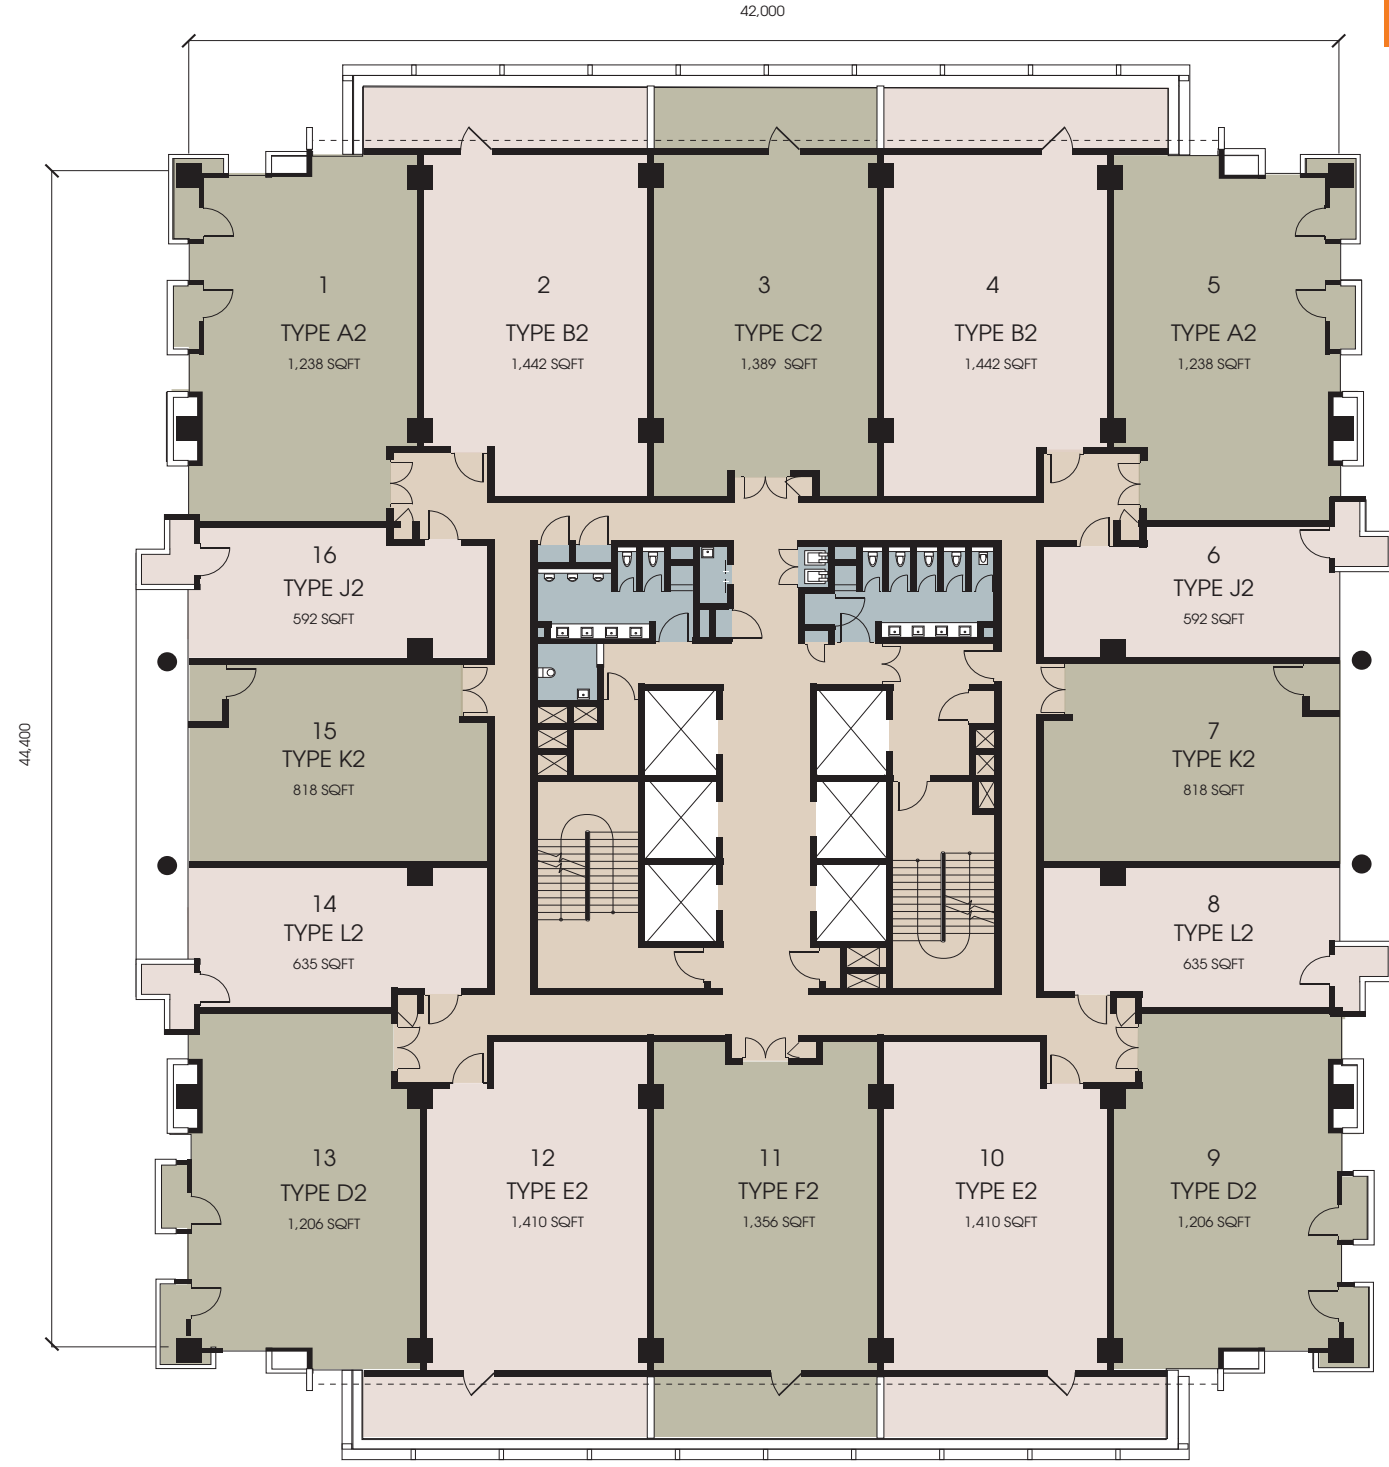 42,000
44,400
1
TYPE A2
1,238 SQFT
2
TYPE B2
1,442 SQFT
3
TYPE C2
1,389 SQFT
4
TYPE B2
1,442 SQFT
5
TYPE A2
1,238 SQFT
16
TYPE J2
592 SQFT
6
TYPE J2
592 SQFT
15
TYPE K2
818 SQFT
7
TYPE K2
818 SQFT
14
TYPE L2
635 SQFT
8
TYPE L2
635 SQFT
13
TYPE D2
1,206 SQFT
12
TYPE E2
1,410 SQFT
11
TYPE F2
1,356 SQFT
10
TYPE E2
1,410 SQFT
9
TYPE D2
1,206 SQFT